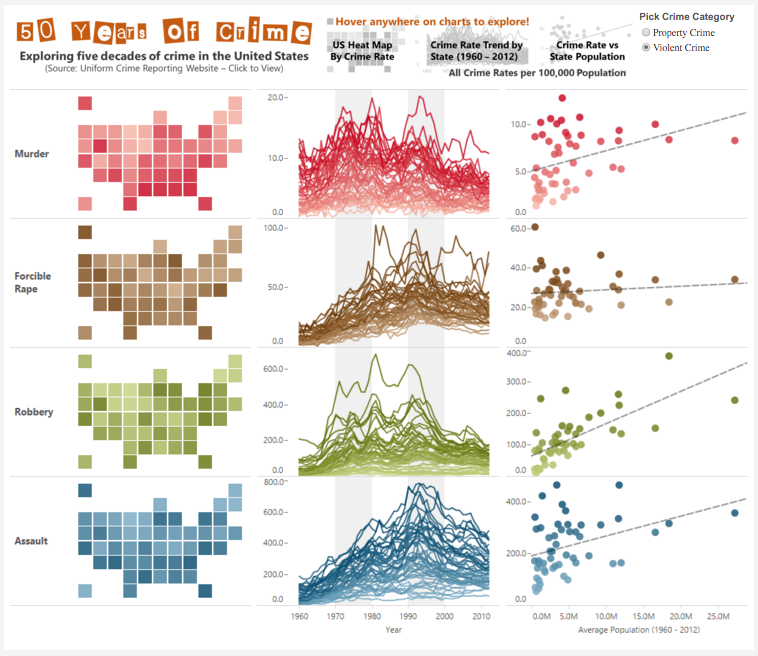 50 Years of Crime
Exploring five decades of crime in the United States
(Source: Uniform Crime Reporting Website – Click to View)
Hover anywhere on charts to explore!
US Heat Map
By Crime Rate
Crime Rate Trend by
State (1960 – 2012)
Crime Rate vs
State Population
All Crime Rates per 100,000 Population
Pick Crime Category
Property Crime
Violent Crime
Murder
20.0
10.0
0.0
10.0
5.0
0.0
Forcible
Rape
100.0
50.0
0.0
60.0
40.0
20.0
0.0
Robbery
600.0
400.0
200.0
0.0
400.0
300.0
200.0
100.0
0.0
Assault
800.0
600.0
400.0
200.0
0.0
400.0
200.0
0.0
1960 1970 1980 1990 2000 2010
Year
0.0M 5.0M 10.0M 15.0M 20.0M 25.0M
Average Population (1960 - 2012)